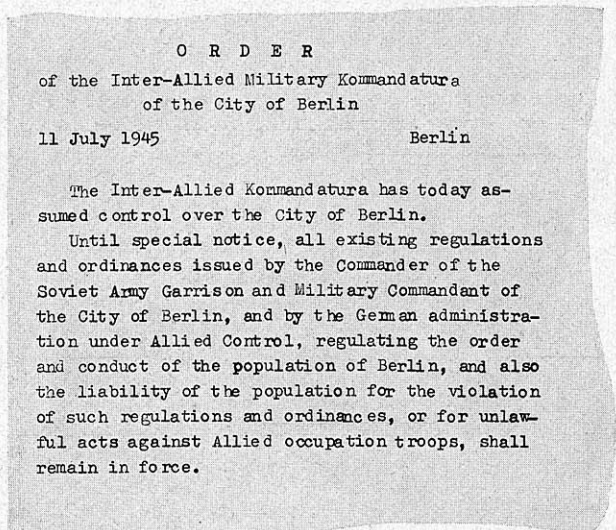 O R D E R
of the Inter-Allied Military Kommandatura
of the City of Berlin
11 July 1945 Berlin
The Inter-Allied Kommandatura has today as-
sumed control over the City of Berlin.
Until special notice, all existing regulations
and ordinances issued by the Commander of the
Soviet Army Garrison and Military Commandant of
the City of Berlin, and by the German administra-
tion under Allied Control, regulating the order
and conduct of the population of Berlin, and also
the liability of the population for the violation
of such regulations and ordinances, or for unlaw-
ful acts against Allied occupation troops, shall
remain in force.